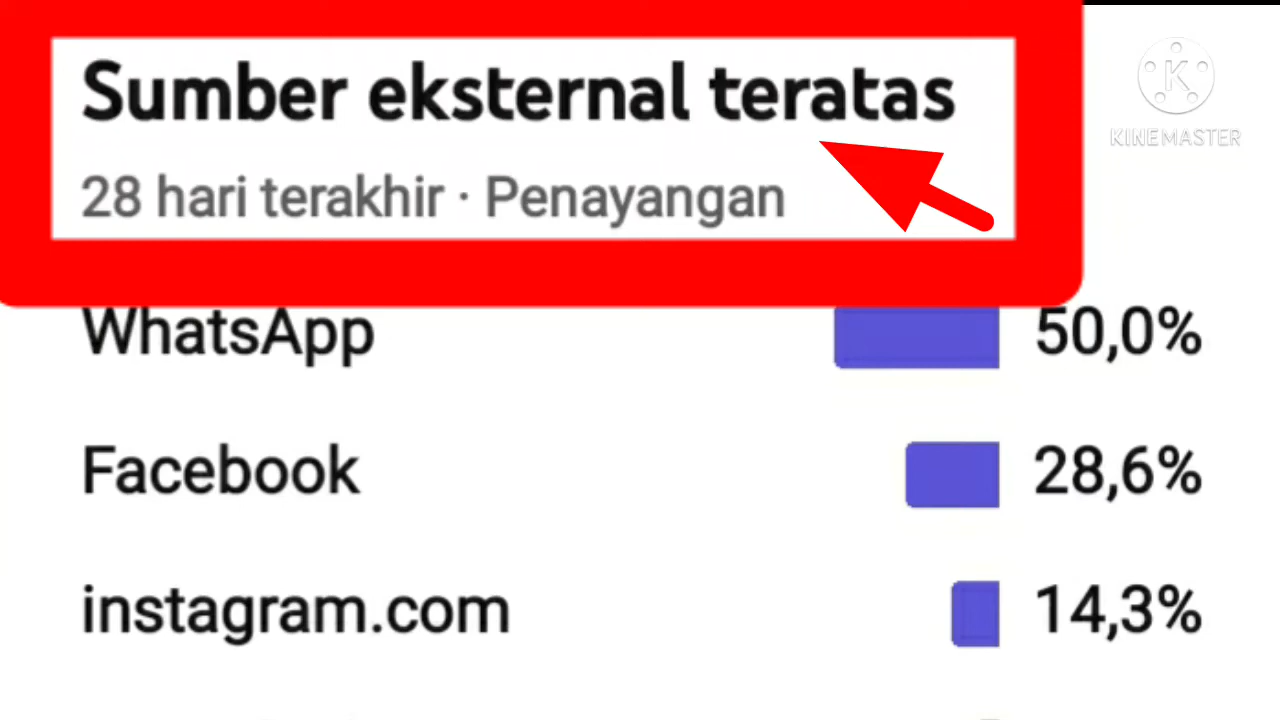 Sumber eksternal teratas
28 hari terakhir · Penayangan
K
KINEMASTER
WhatsApp 50,0%
Facebook 28,6%
instagram.com 14,3%